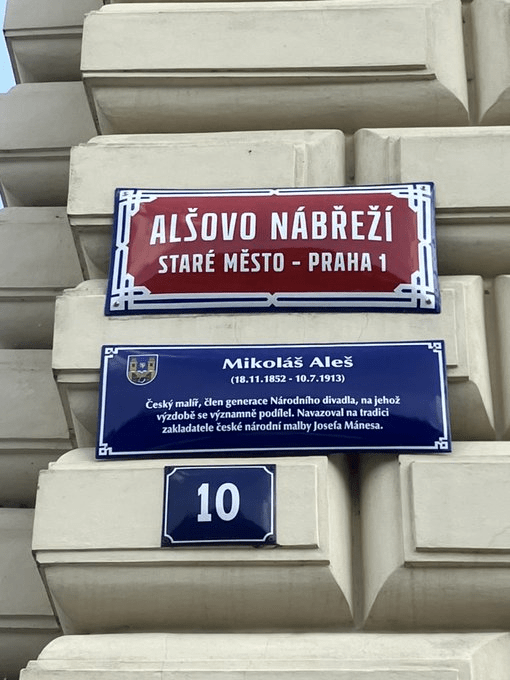 ALŠOVO NÁBŘEŽÍ
STARÉ MĚSTO - PRAHA 1
Mikoláš Aleš
(18.11.1852 - 10.7.1913)
Český malíř, člen generace Národního divadla, na jehož
výzdobě se významně podílel. Navazoval na tradici
zakladatele české národní malby Josefa Mánesa.
10